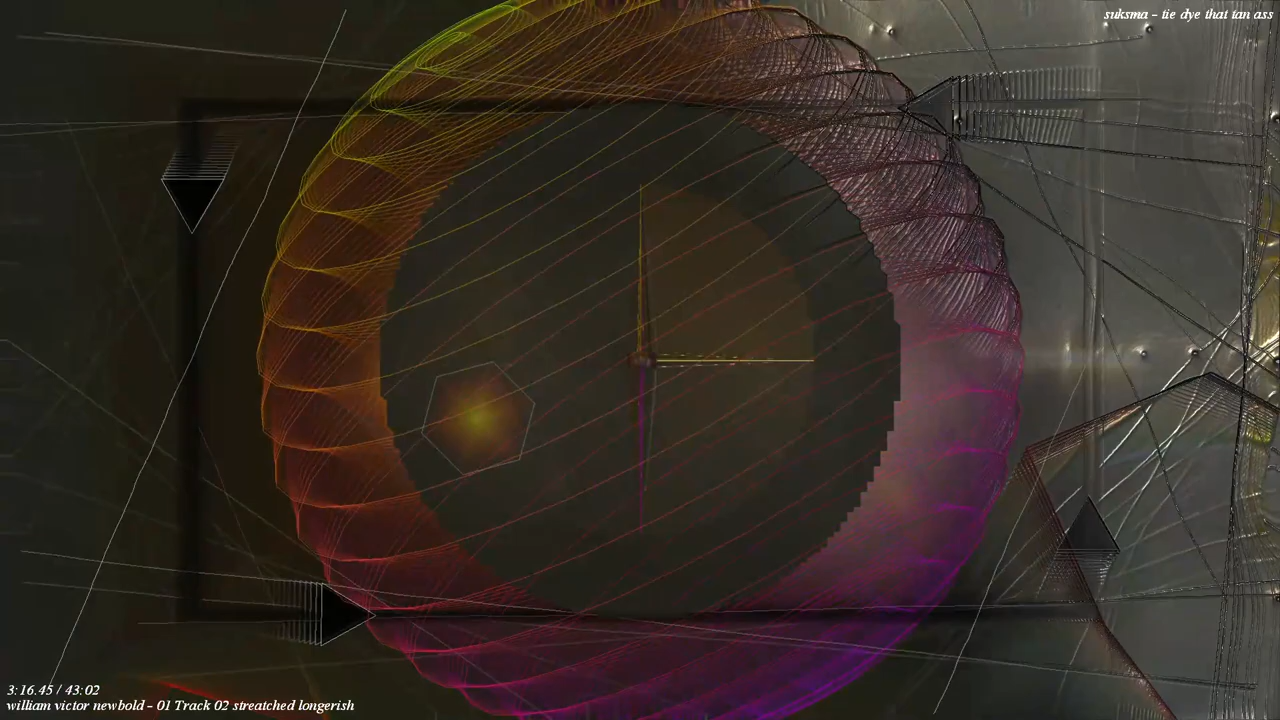 suksma - tie dye that tan ass
3:16.45 / 43:02
william victor newbold - 01 Track 02 streatched longerish